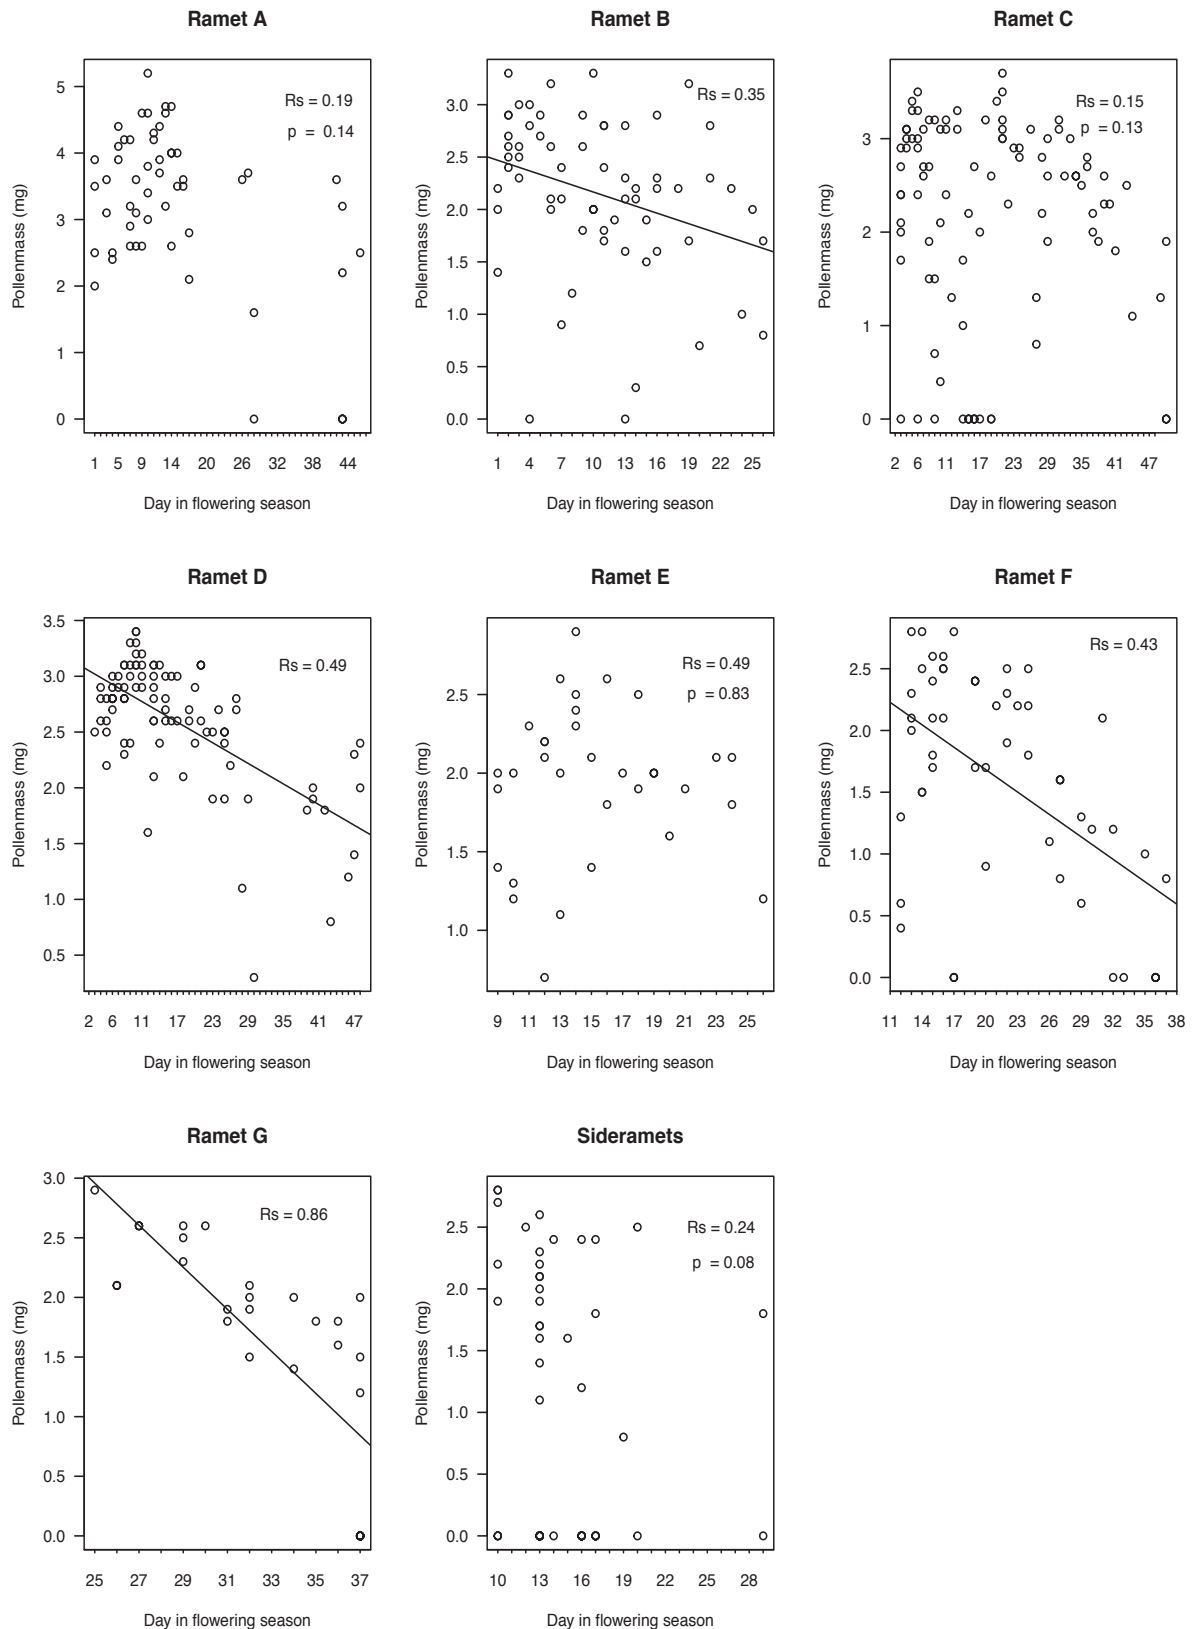 Ramet A
Pollenmass (mg)
5
4
3
2
1
0
Rs = 0.19
p = 0.14
1 5 9 14 20 26 32 38 44
Day in flowering season
Ramet B
Pollenmass (mg)
3.0
2.5
2.0
1.5
1.0
0.5
0.0
Rs = 0.35
1 4 7 10 13 16 19 22 25
Day in flowering season
Ramet C
Pollenmass (mg)
3
2
1
0
Rs = 0.15
p = 0.13
2 6 11 17 23 29 35 41 47
Day in flowering season
Ramet D
Pollenmass (mg)
3.5
3.0
2.5
2.0
1.5
1.0
0.5
Rs = 0.49
2 6 11 17 23 29 35 41 47
Day in flowering season
Ramet E
Pollenmass (mg)
2.5
2.0
1.5
1.0
Rs = 0.49
p = 0.83
9 11 13 15 17 19 21 23 25
Day in flowering season
Ramet F
Pollenmass (mg)
2.5
2.0
1.5
1.0
0.5
0.0
Rs = 0.43
11 14 17 20 23 26 29 32 35 38
Day in flowering season
Ramet G
Pollenmass (mg)
3.0
2.5
2.0
1.5
1.0
0.5
0.0
Rs = 0.86
25 27 29 31 33 35 37
Day in flowering season
Sideramets
Pollenmass (mg)
2.5
2.0
1.5
1.0
0.5
0.0
Rs = 0.24
p = 0.08
10 13 16 19 22 25 28
Day in flowering season